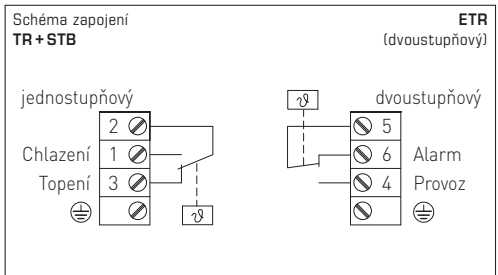 Schéma zapojení ETR
TR + STB (dvoustupňový)
jednostupňový ϑ dvoustupňový
2 5
Chlazení 1 6 Alarm
Topení 3 4 Provoz
ϑ